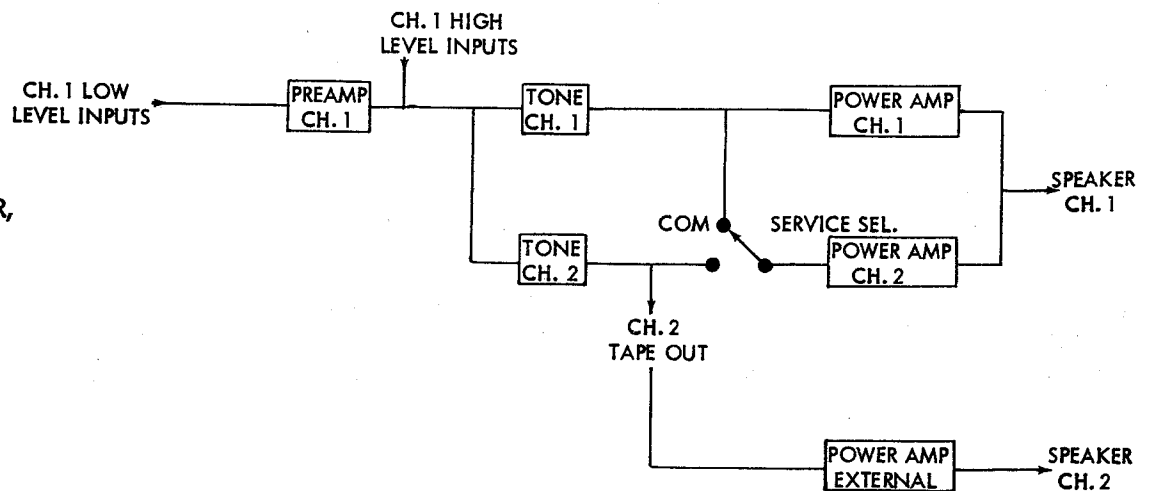 CH. 1 HIGH
LEVEL INPUTS
CH. 1 LOW
LEVEL INPUTS
PREAMP
CH. 1
TONE
CH. 1
POWER AMP
CH. 1
SPEAKER
CH. 1
R,
COM
SERVICE SEL.
TONE
CH. 2
POWER AMP
CH. 2
CH. 2
TAPE OUT
POWER AMP
EXTERNAL
SPEAKER
CH. 2